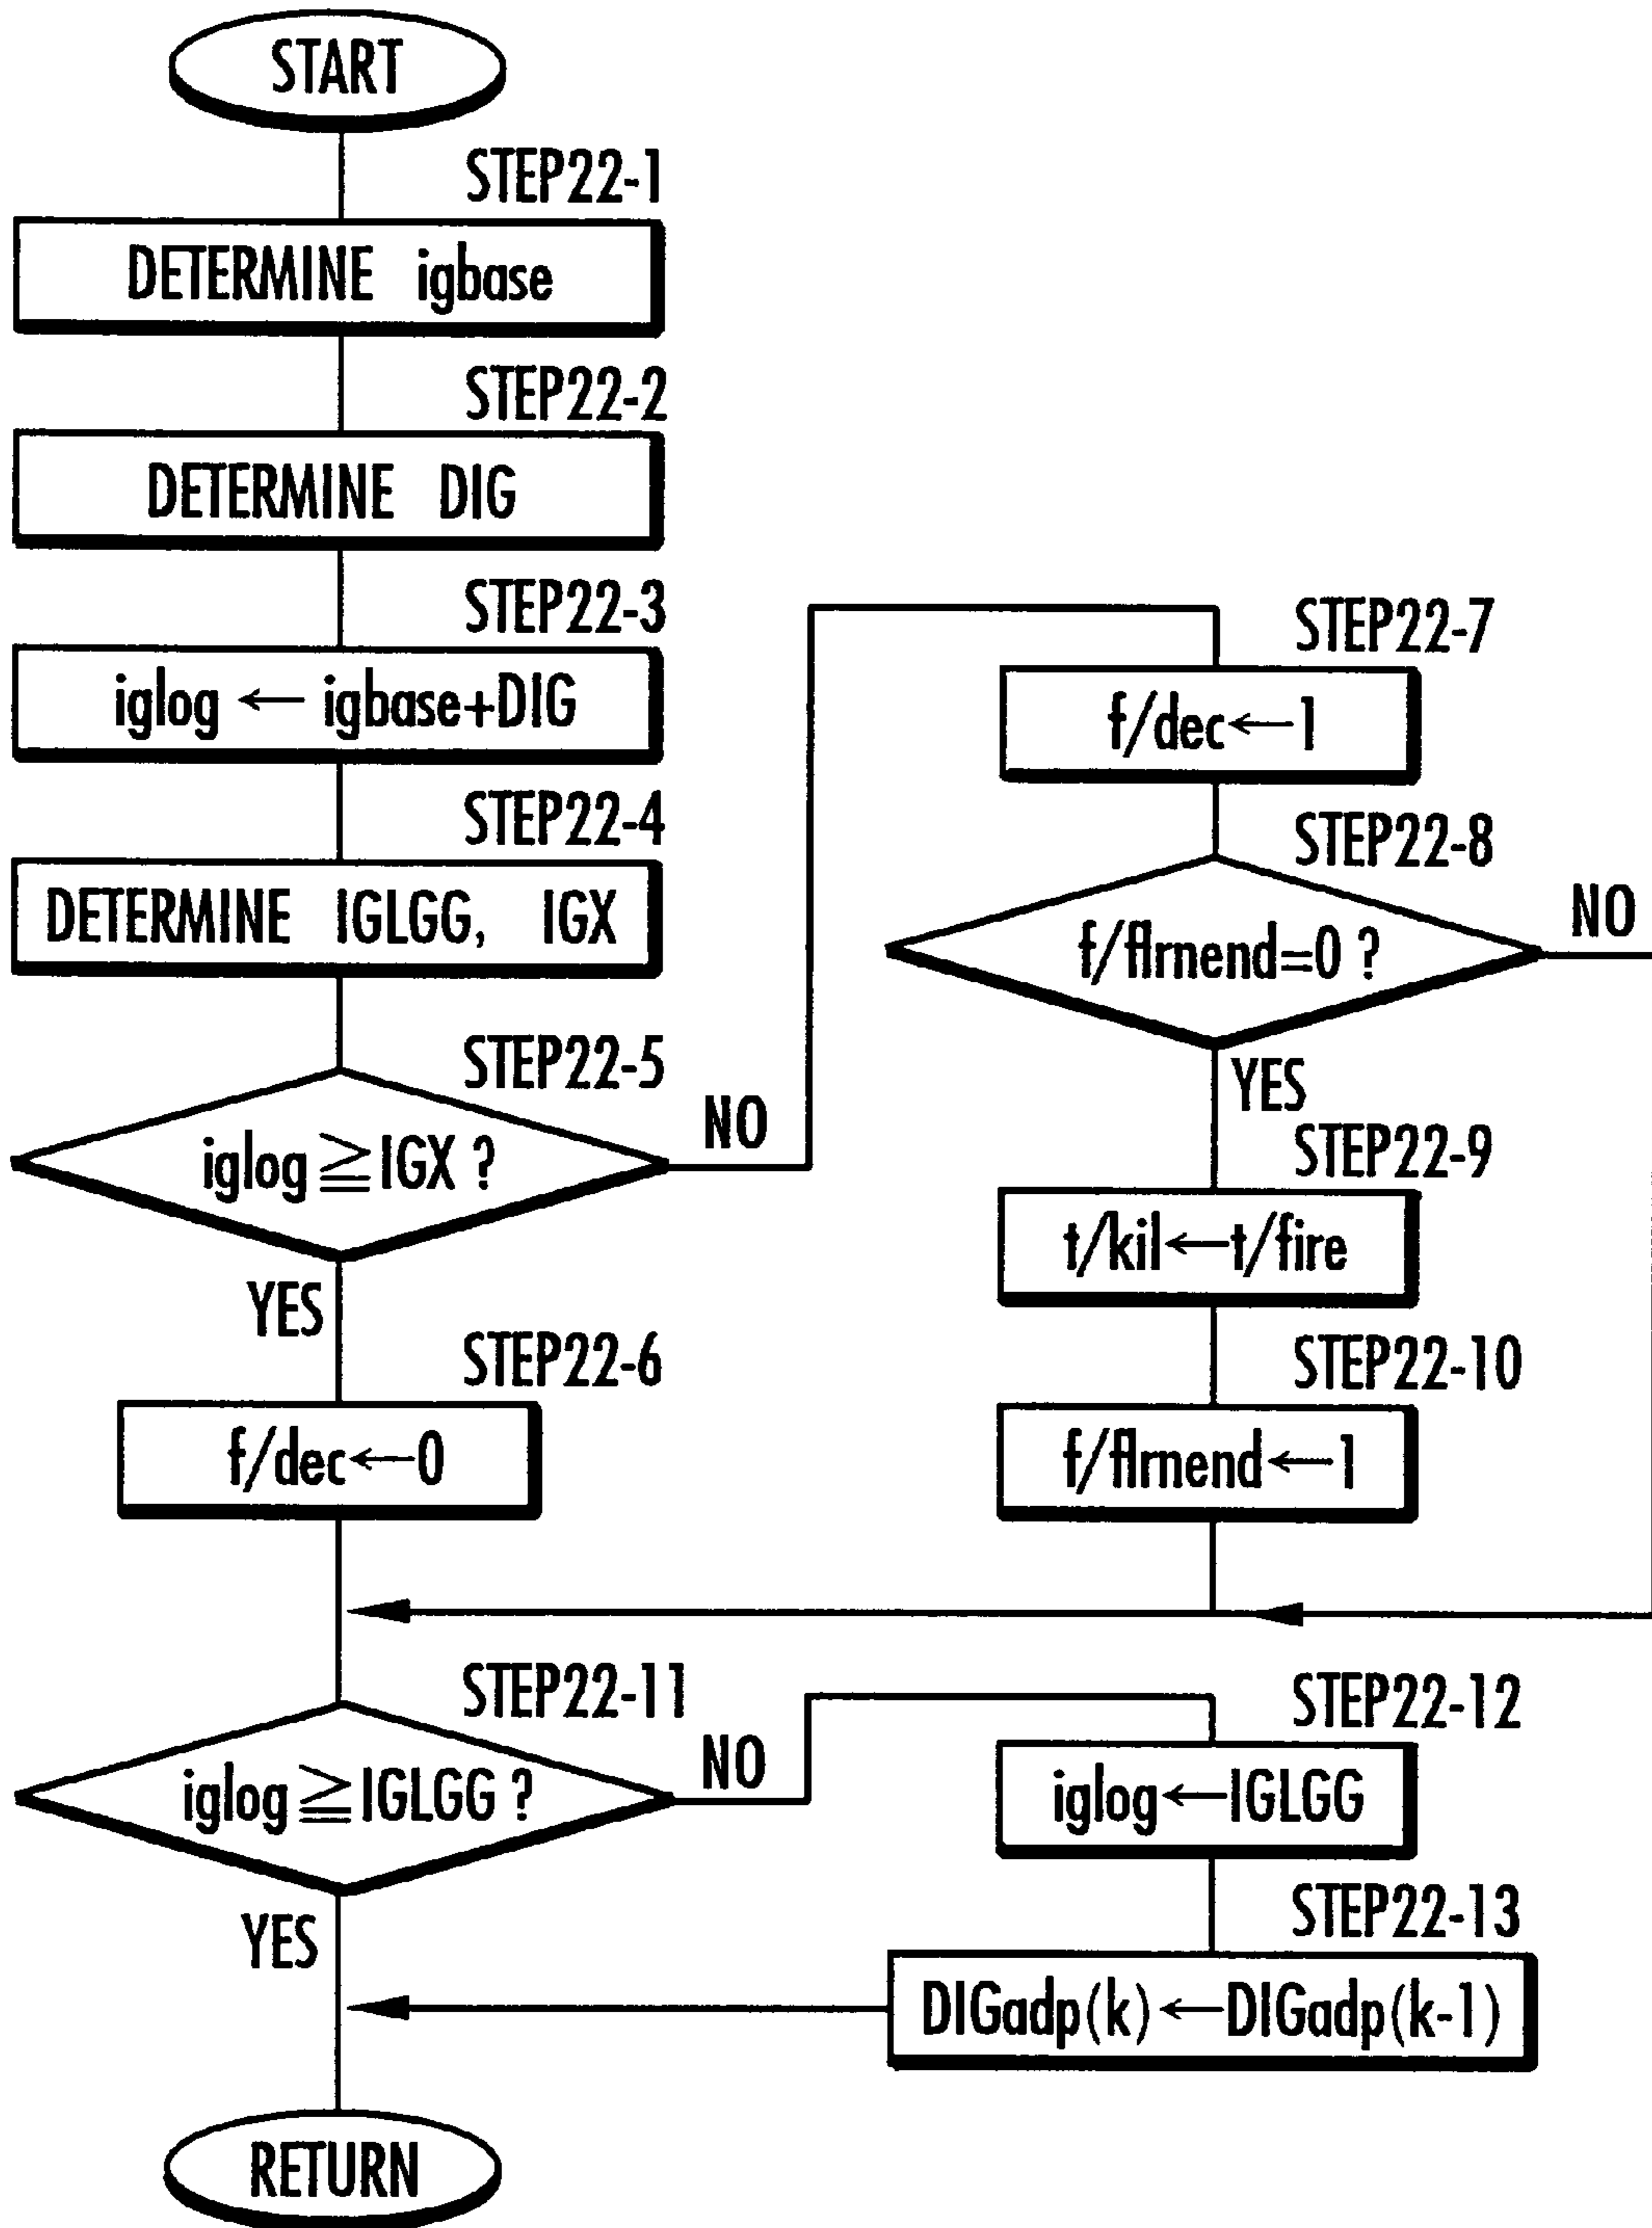 START
STEP22-1
DETERMINE igbase
STEP22-2
DETERMINE DIG
STEP22-3
iglog ← igbase+DIG
STEP22-4
DETERMINE IGLGG, IGX
STEP22-5
iglog ≧ IGX ?
NO
YES
STEP22-6
f/dec←0
STEP22-7
f/dec←1
STEP22-8
f/flrnend=0 ?
NO
YES
STEP22-9
t/kil←t/fire
STEP22-10
f/flrnend←1
STEP22-11
iglog ≧ IGLGG ?
NO
YES
STEP22-12
iglog←IGLGG
STEP22-13
DIGadp(k)←DIGadp(k-1)
RETURN